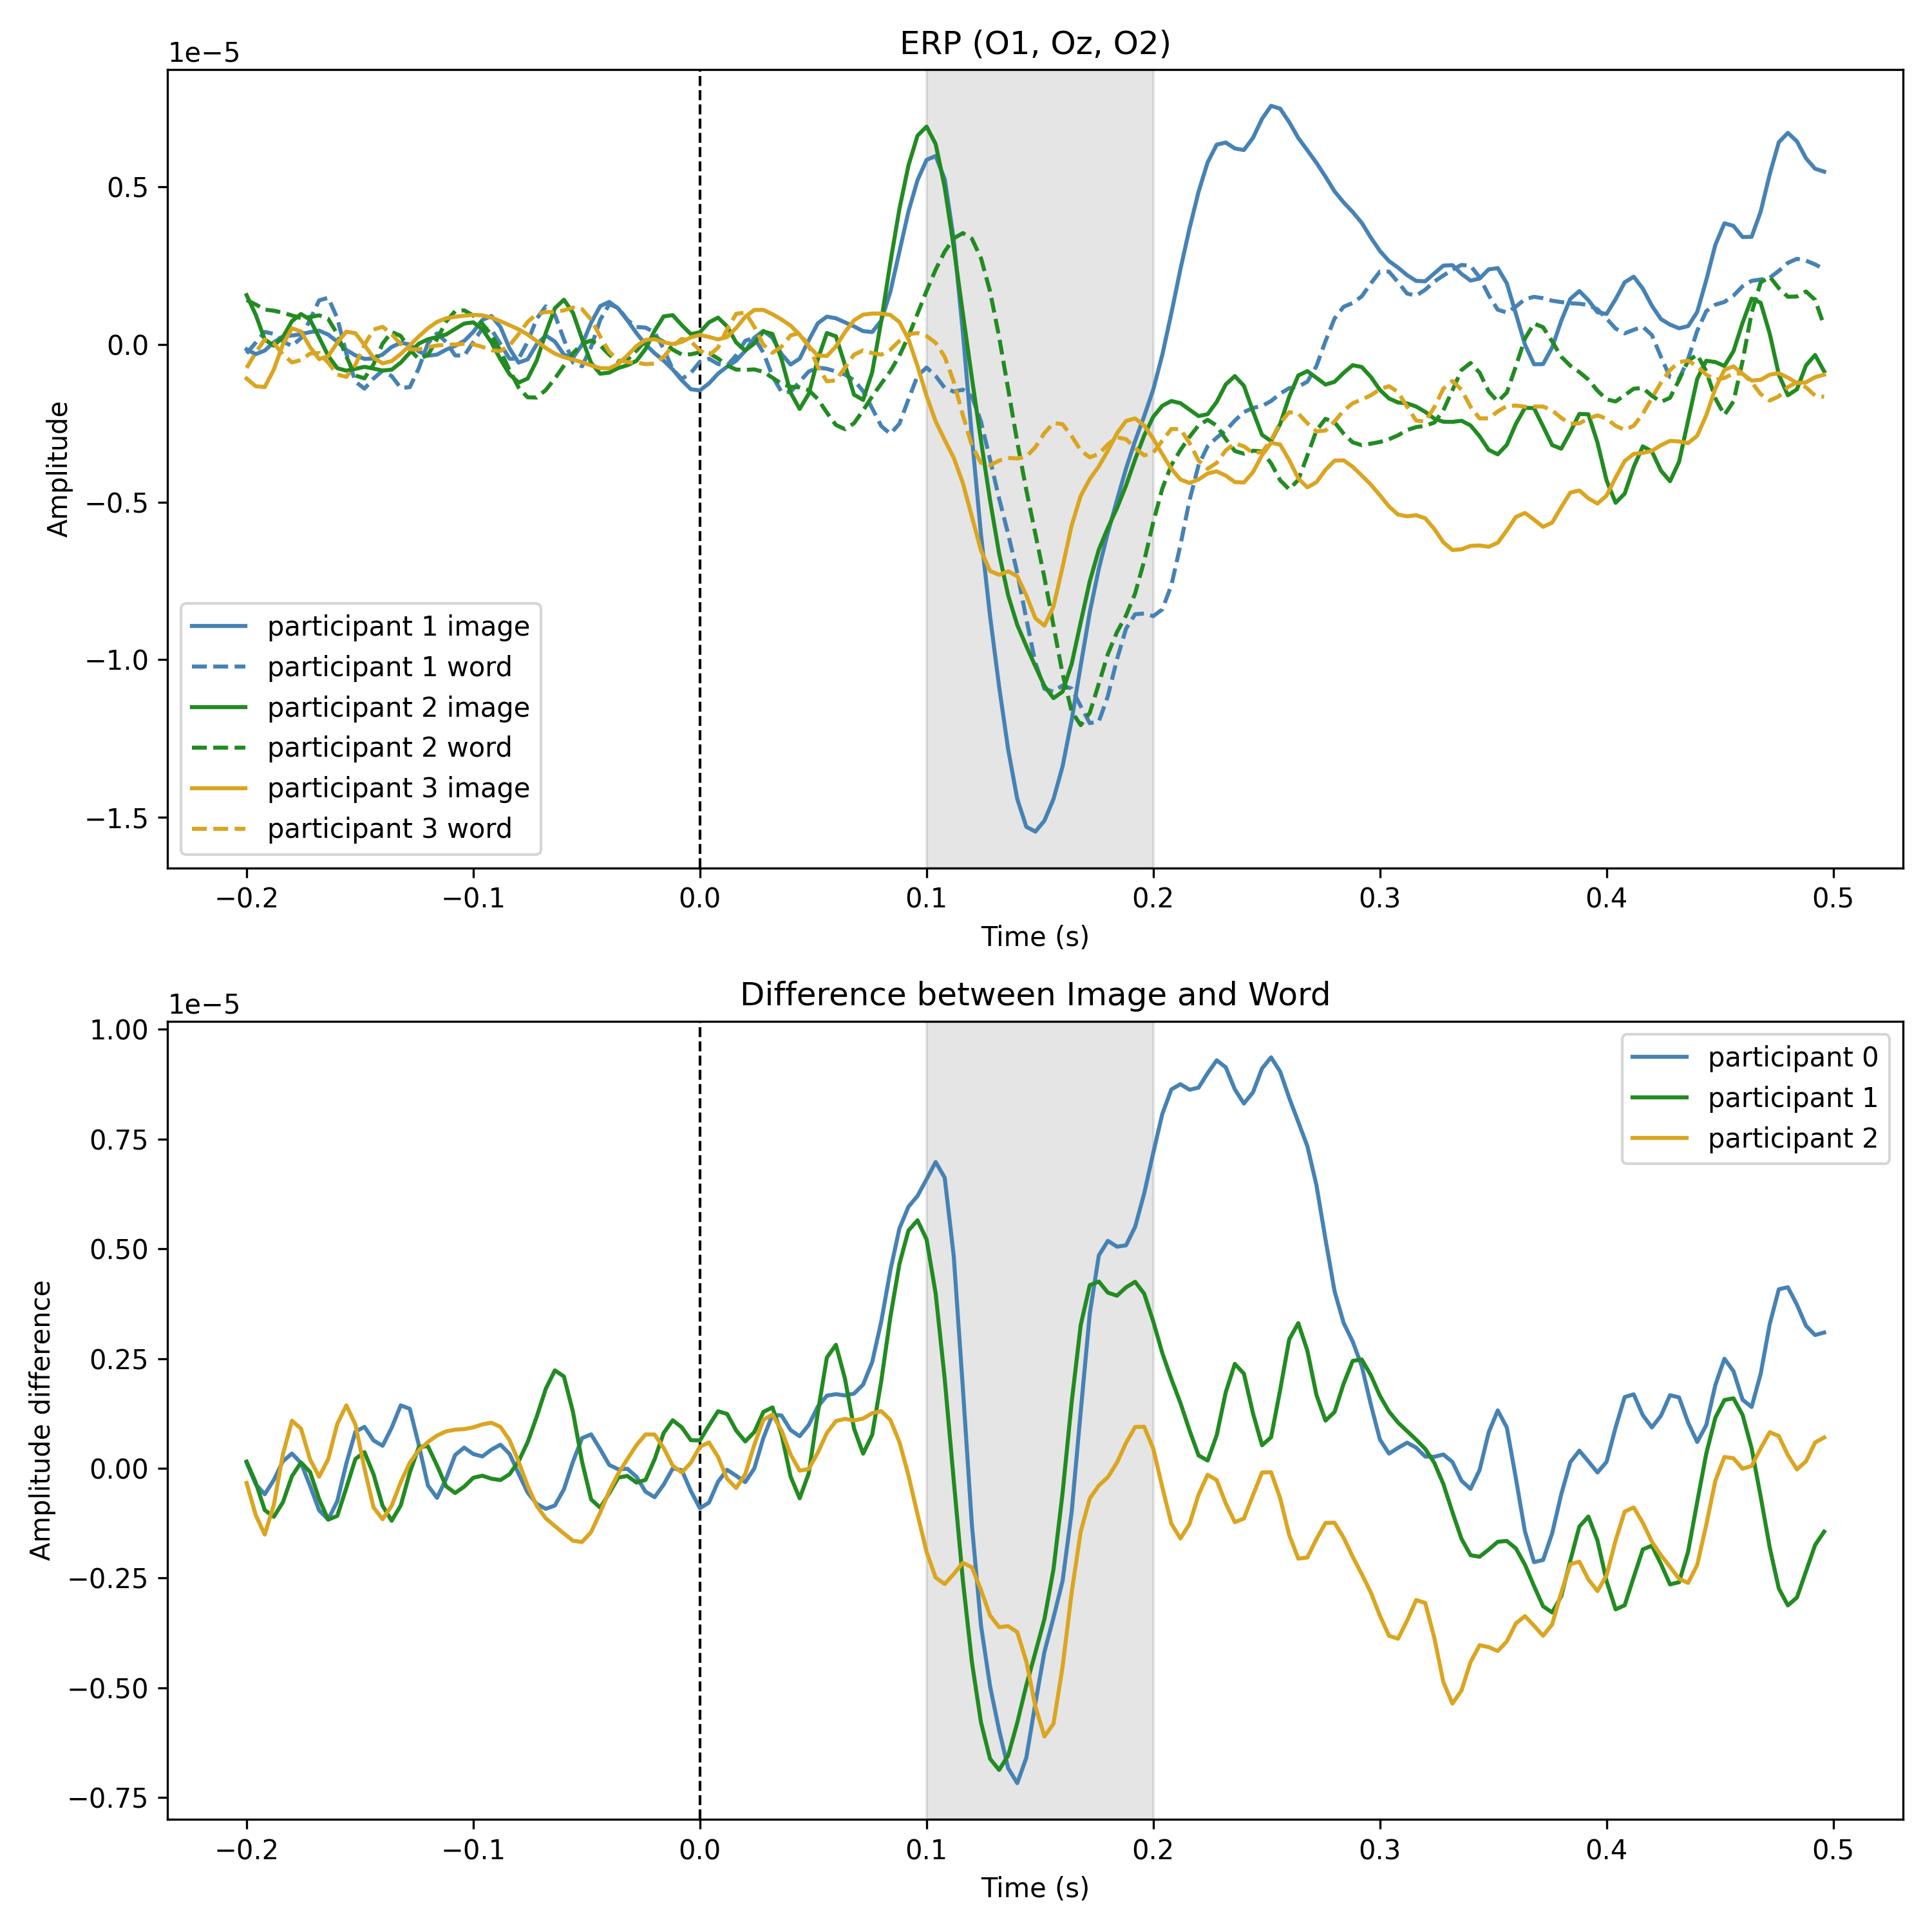 ERP (O1, Oz, O2)
1e−5
0.5
0.0
−0.5
−1.0
−1.5
Amplitude
participant 1 image
participant 1 word
participant 2 image
participant 2 word
participant 3 image
participant 3 word
−0.2 −0.1 0.0 0.1 0.2 0.3 0.4 0.5
Time (s)
Difference between Image and Word
1e−5
1.00
0.75
0.50
0.25
0.00
−0.25
−0.50
−0.75
Amplitude difference
participant 0
participant 1
participant 2
−0.2 −0.1 0.0 0.1 0.2 0.3 0.4 0.5
Time (s)